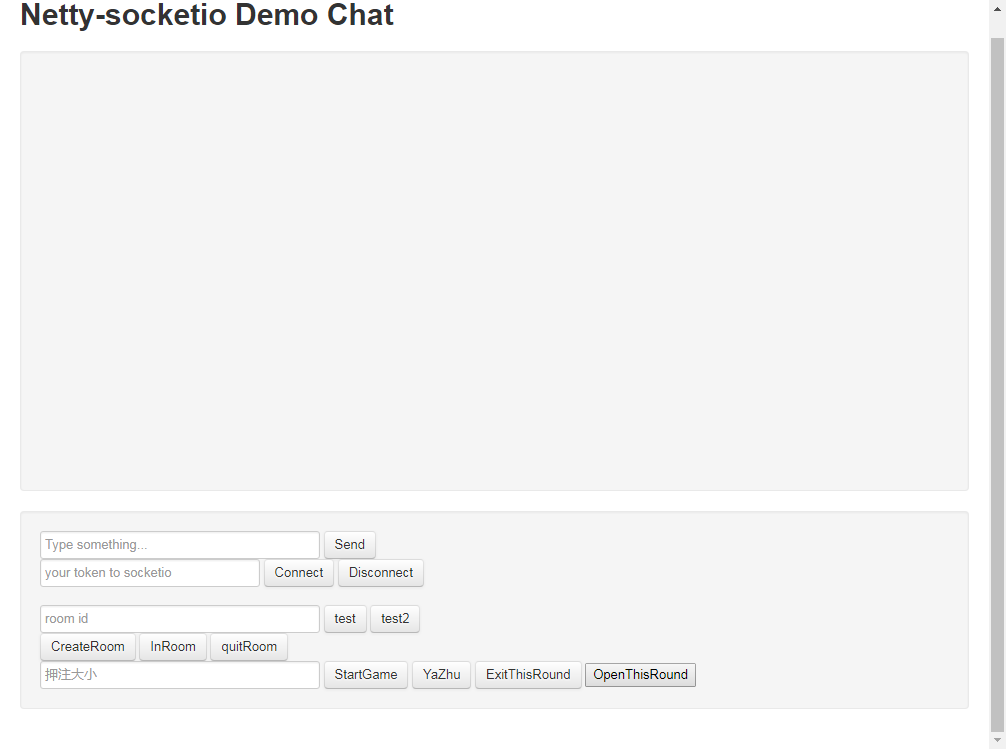 Netty-socketio Demo Chat
Type something... Send
your token to socketio Connect Disconnect
room id test test2
CreateRoom InRoom quitRoom
押注大小 StartGame YaZhu ExitThisRound OpenThisRound